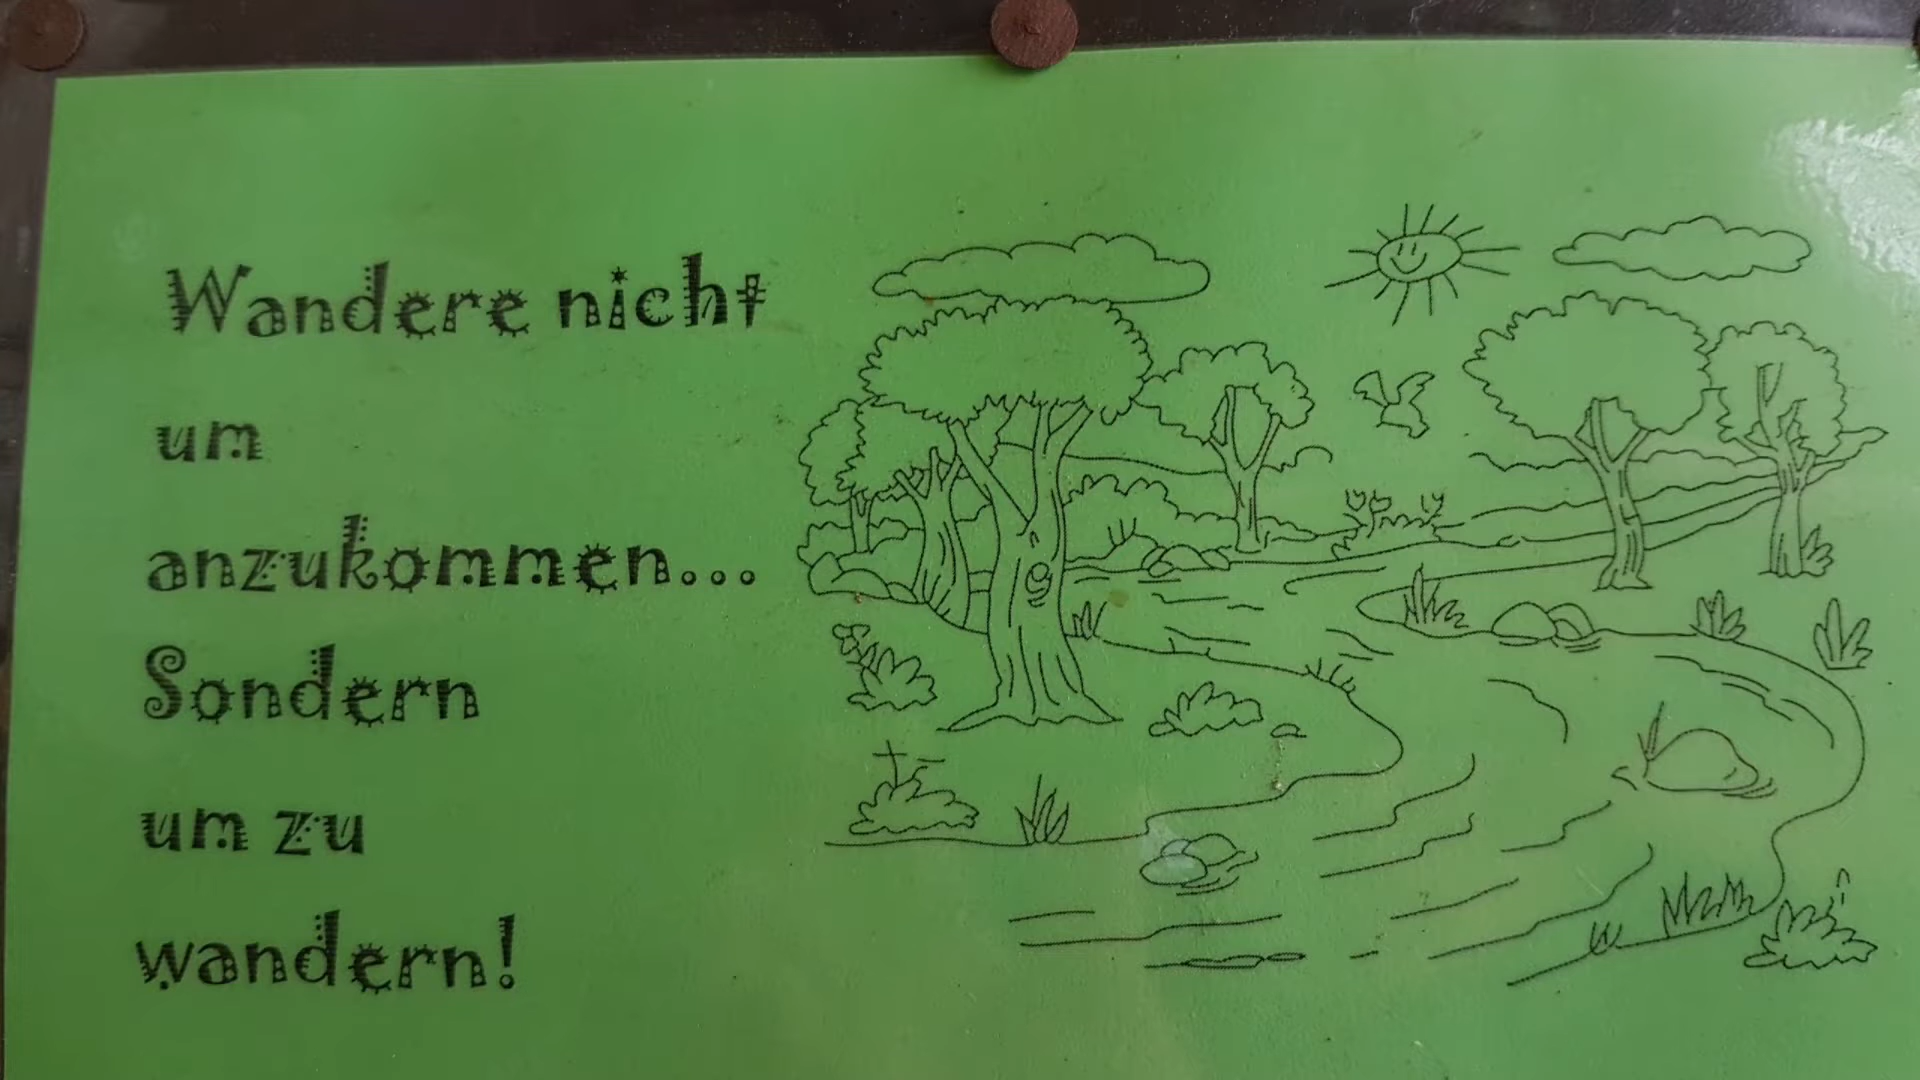 Wandere nicht
um
anzukommen...
Sondern
um zu
wandern!